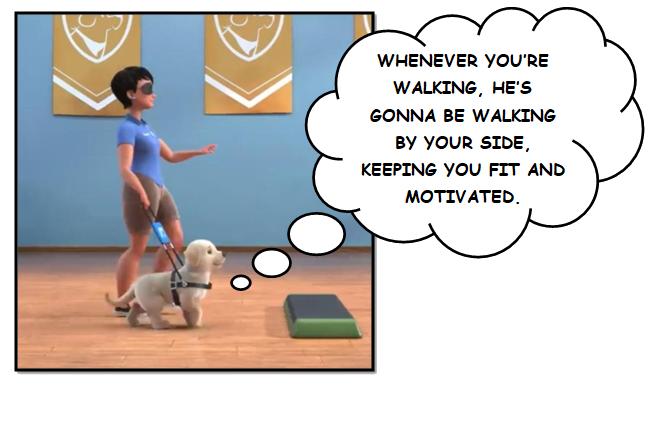 WHENEVER YOU'RE
WALKING, HE'S
GONNA BE WALKING
BY YOUR SIDE,
KEEPING YOU FIT AND
MOTIVATED.